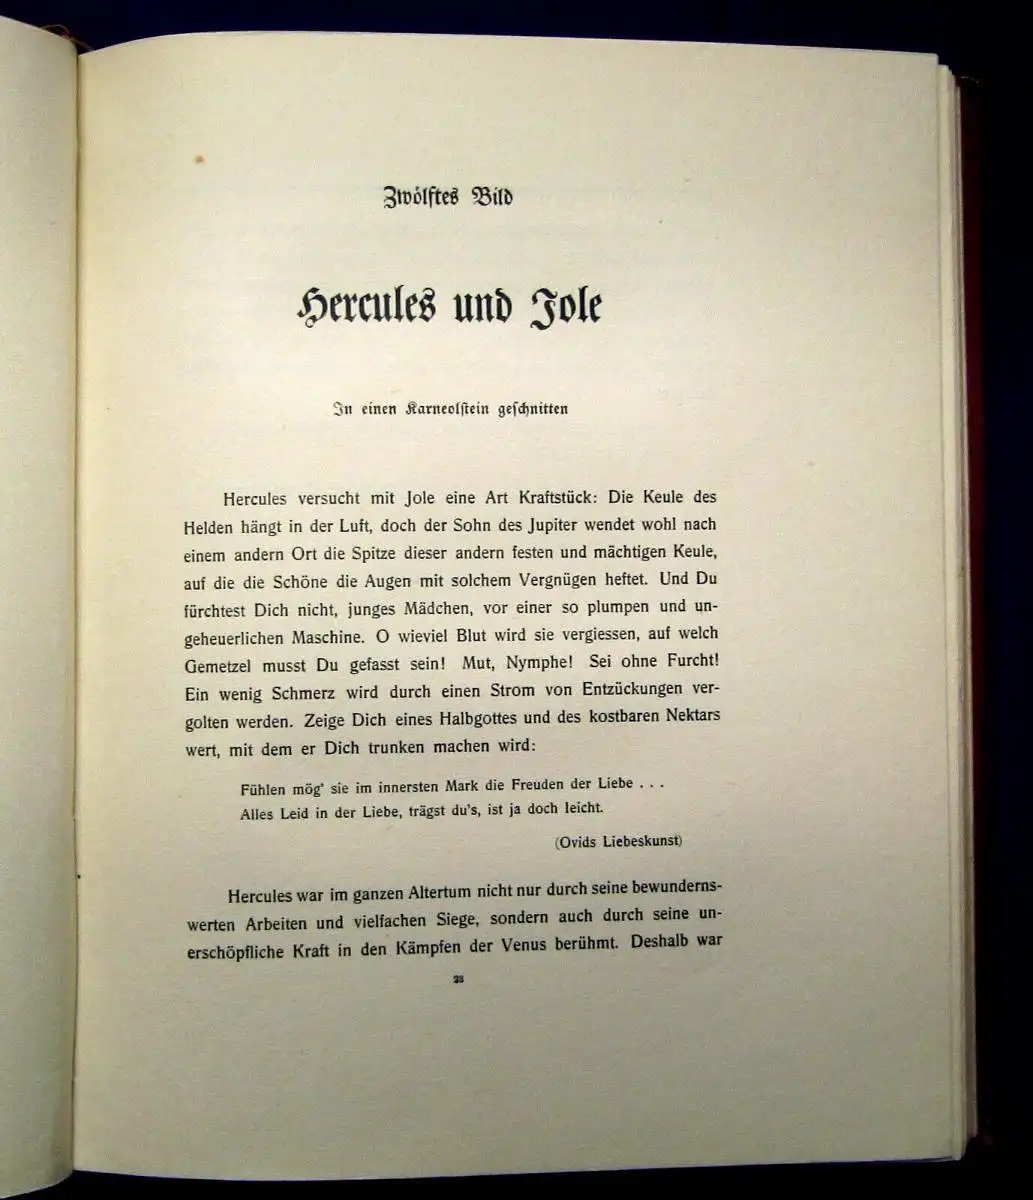 Zwölftes Bild
Hercules und Jole
In einen Karneolstein geschnitten
Hercules versucht mit Jole eine Art Kraftstück: Die Keule des
Helden hängt in der Luft, doch der Sohn des Jupiter wendet wohl nach
einem andern Ort die Spitze dieser andern festen und mächtigen Keule,
auf die die Schöne die Augen mit solchem Vergnügen heftet. Und Du
fürchtest Dich nicht, junges Mädchen, vor einer so plumpen und un-
geheuerlichen Maschine. O wieviel Blut wird sie vergiessen, auf welch
Gemetzel musst Du gefasst sein! Mut, Nymphe! Sei ohne Furcht!
Ein wenig Schmerz wird durch einen Strom von Entzückungen ver-
golten werden. Zeige Dich eines Halbgottes und des kostbaren Nektars
wert, mit dem er Dich trunken machen wird:
Fühlen mög' sie im innersten Mark die Freuden der Liebe . . .
Alles Leid in der Liebe, trägst du's, ist ja doch leicht.
(Ovids Liebeskunst)
Hercules war im ganzen Altertum nicht nur durch seine bewunderns-
werten Arbeiten und vielfachen Siege, sondern auch durch seine un-
erschöpfliche Kraft in den Kämpfen der Venus berühmt. Deshalb war